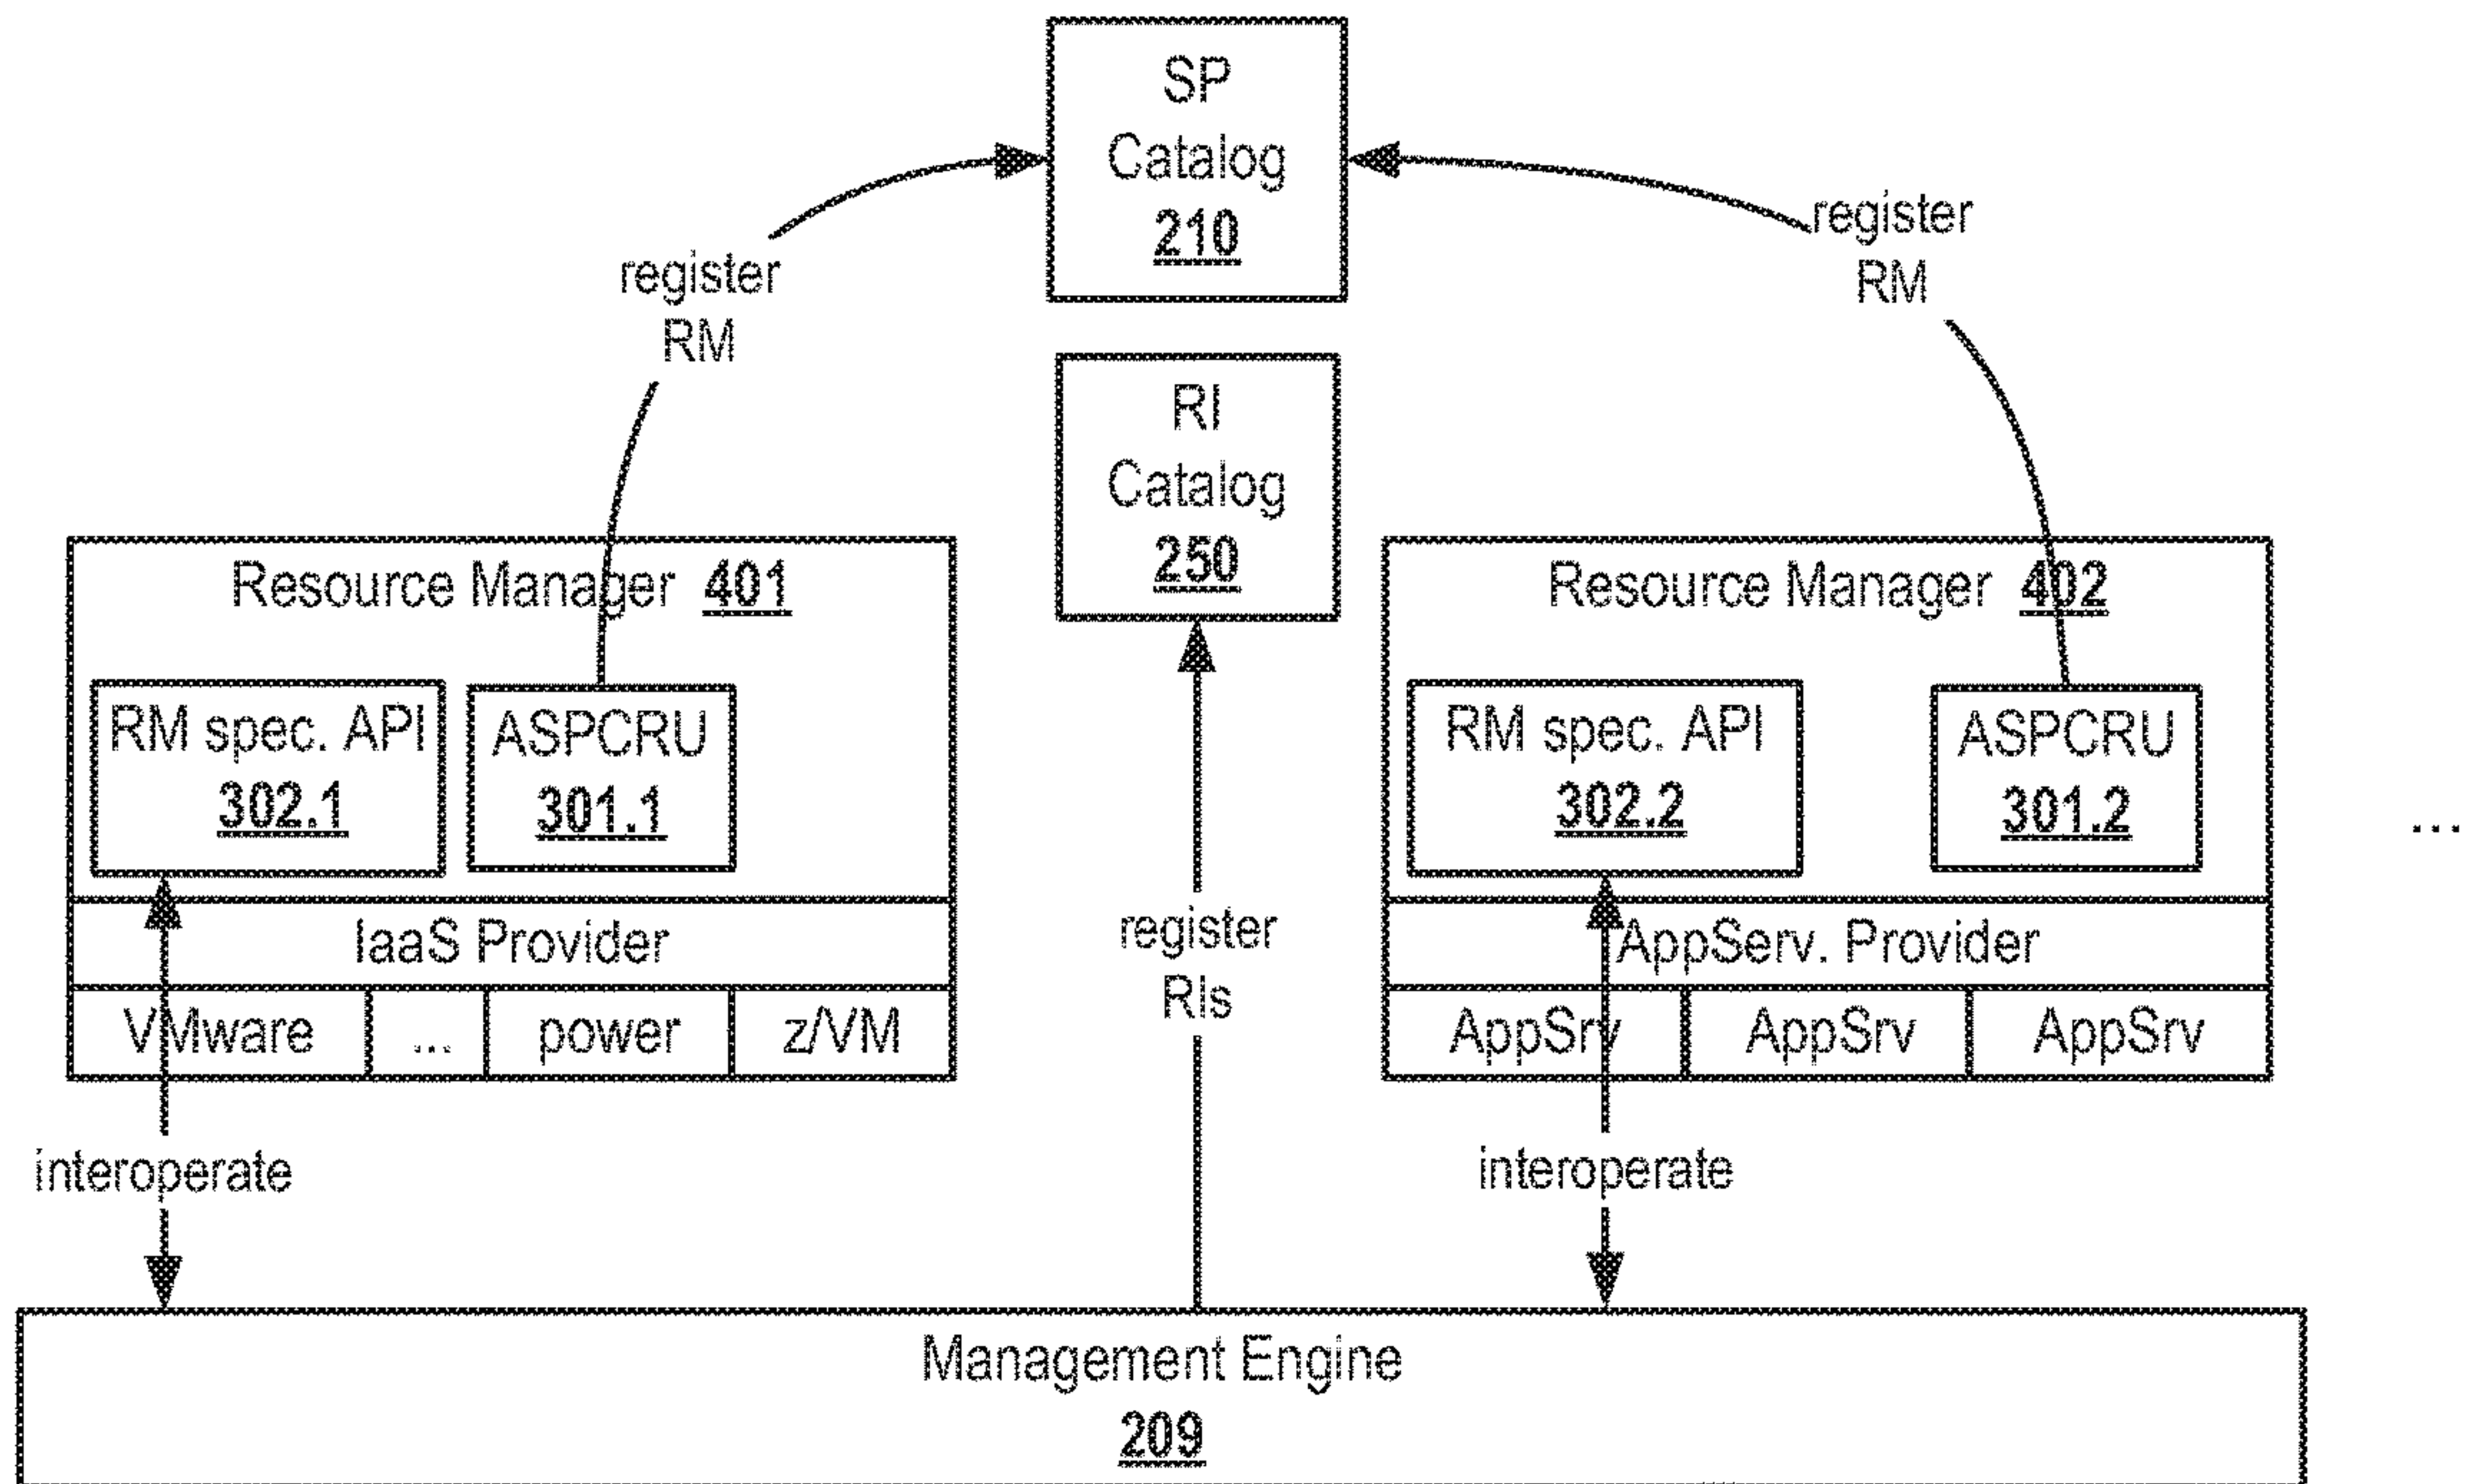 SP
Catalog
210
register
RM
register
RM
RI
Catalog
250
Resource Manager 401
RM spec. API
302.1
ASPCRU
301.1
IaaS Provider
VMware ... power z/VM
Resource Manager 402
RM spec. API
302.2
ASPCRU
301.2
AppServ. Provider
AppSrv AppSrv AppSrv
...
register
RIs
interoperate
interoperate
Management Engine
209